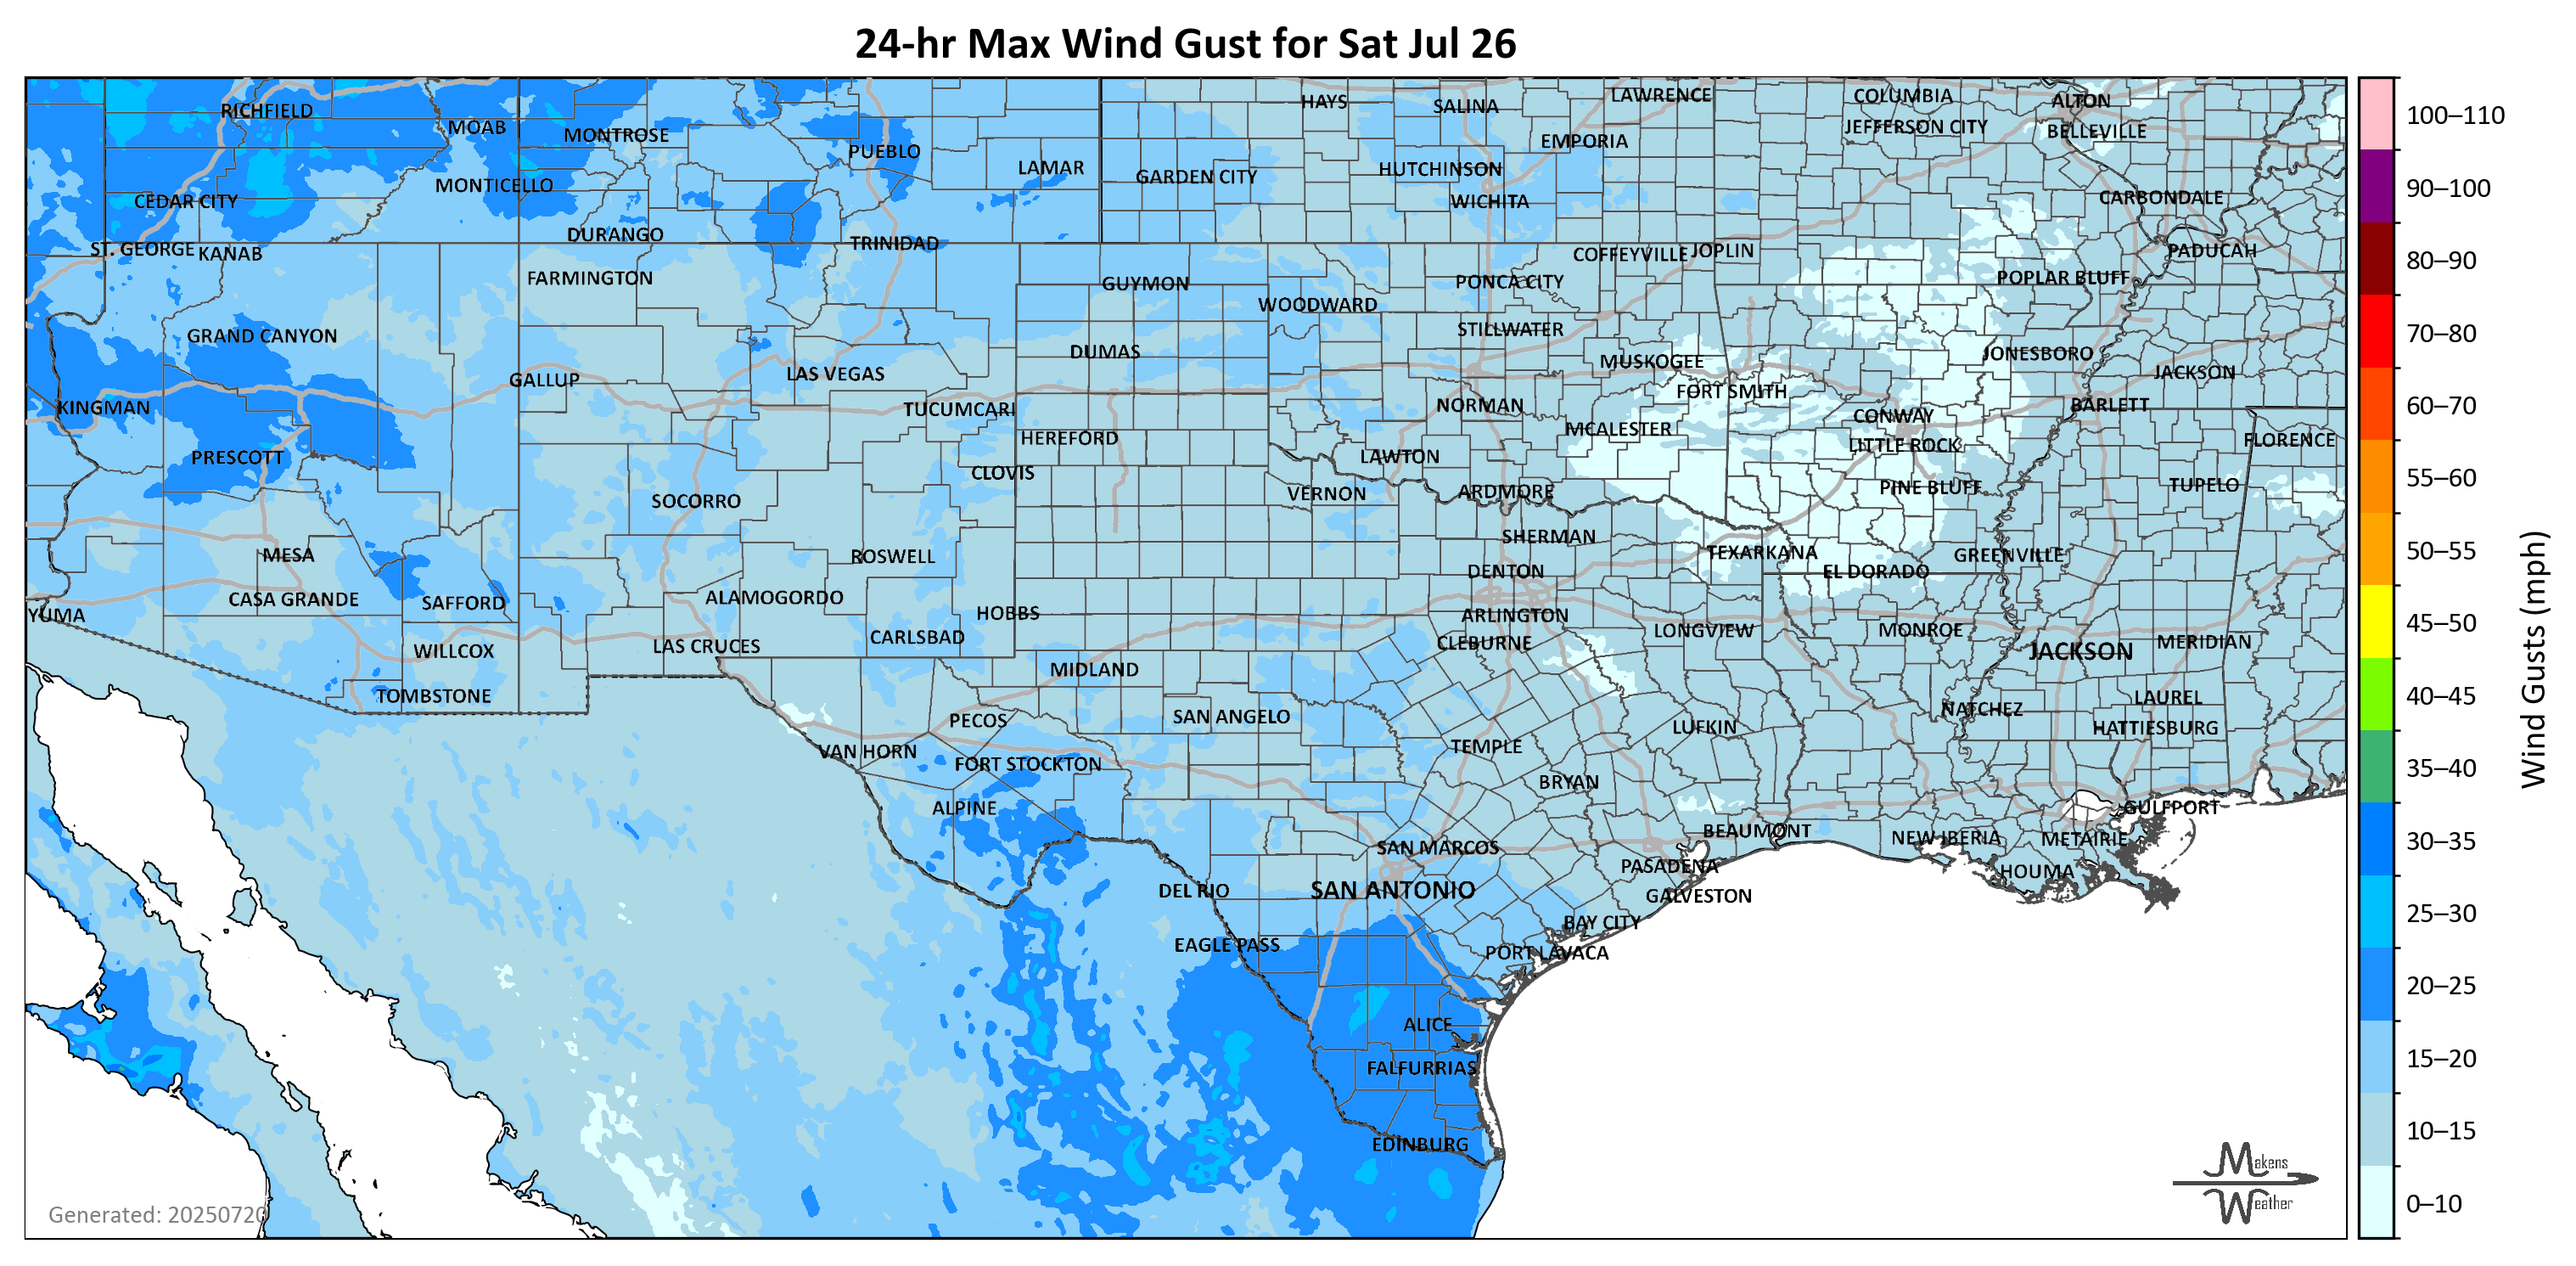 24-hr Max Wind Gust for Sat Jul 26
RICHFIELD
MOAB
MONTROSE
PUEBLO
LAMAR
HAYS
SALINA
LAWRENCE
COLUMBIA
ALTON
GARDEN CITY
HUTCHINSON
EMPORIA
JEFFERSON CITY
BELLEVILLE
CEDAR CITY
MONTICELLO
WICHITA
CARBONDALE
ST. GEORGE
KANAB
DURANGO
TRINIDAD
COFFEYVILLE
JOPLIN
PADUCAH
FARMINGTON
GUYMON
PONCA CITY
POPLAR BLUFF
WOODWARD
GRAND CANYON
STILLWATER
DUMAS
MUSKOGEE
JONESBORO
GALLUP
LAS VEGAS
FORT SMITH
JACKSON
KINGMAN
TUCUMCARI
NORMAN
CONWAY
BARLETT
HEREFORD
MCALESTER
LITTLE ROCK
FLORENCE
PRESCOTT
CLOVIS
LAWTON
SOCORRO
VERNON
ARDMORE
PINE BLUFF
TUPELO
MESA
ROSWELL
SHERMAN
TEXARKANA
GREENVILLE
CASA GRANDE
SAFFORD
ALAMOGORDO
DENTON
EL DORADO
YUMA
HOBBS
ARLINGTON
WILLCOX
LAS CRUCES
CARLSBAD
CLEBURNE
LONGVIEW
MONROE
JACKSON
MERIDIAN
TOMBSTONE
MIDLAND
LAUREL
PECOS
SAN ANGELO
NATCHEZ
HATTIESBURG
VAN HORN
FORT STOCKTON
TEMPLE
LUFKIN
ALPINE
BRYAN
GULFPORT
SAN MARCOS
BEAUMONT
NEW IBERIA
METAIRIE
DEL RIO
SAN ANTONIO
PASADENA
HOUMA
GALVESTON
EAGLE PASS
BAY CITY
PORT LAVACA
ALICE
FALFURRIAS
EDINBURG
Generated: 20250720
Makens
Weather
100–110
90–100
80–90
70–80
60–70
55–60
50–55
45–50
40–45
35–40
30–35
25–30
20–25
15–20
10–15
0–10
Wind Gusts (mph)